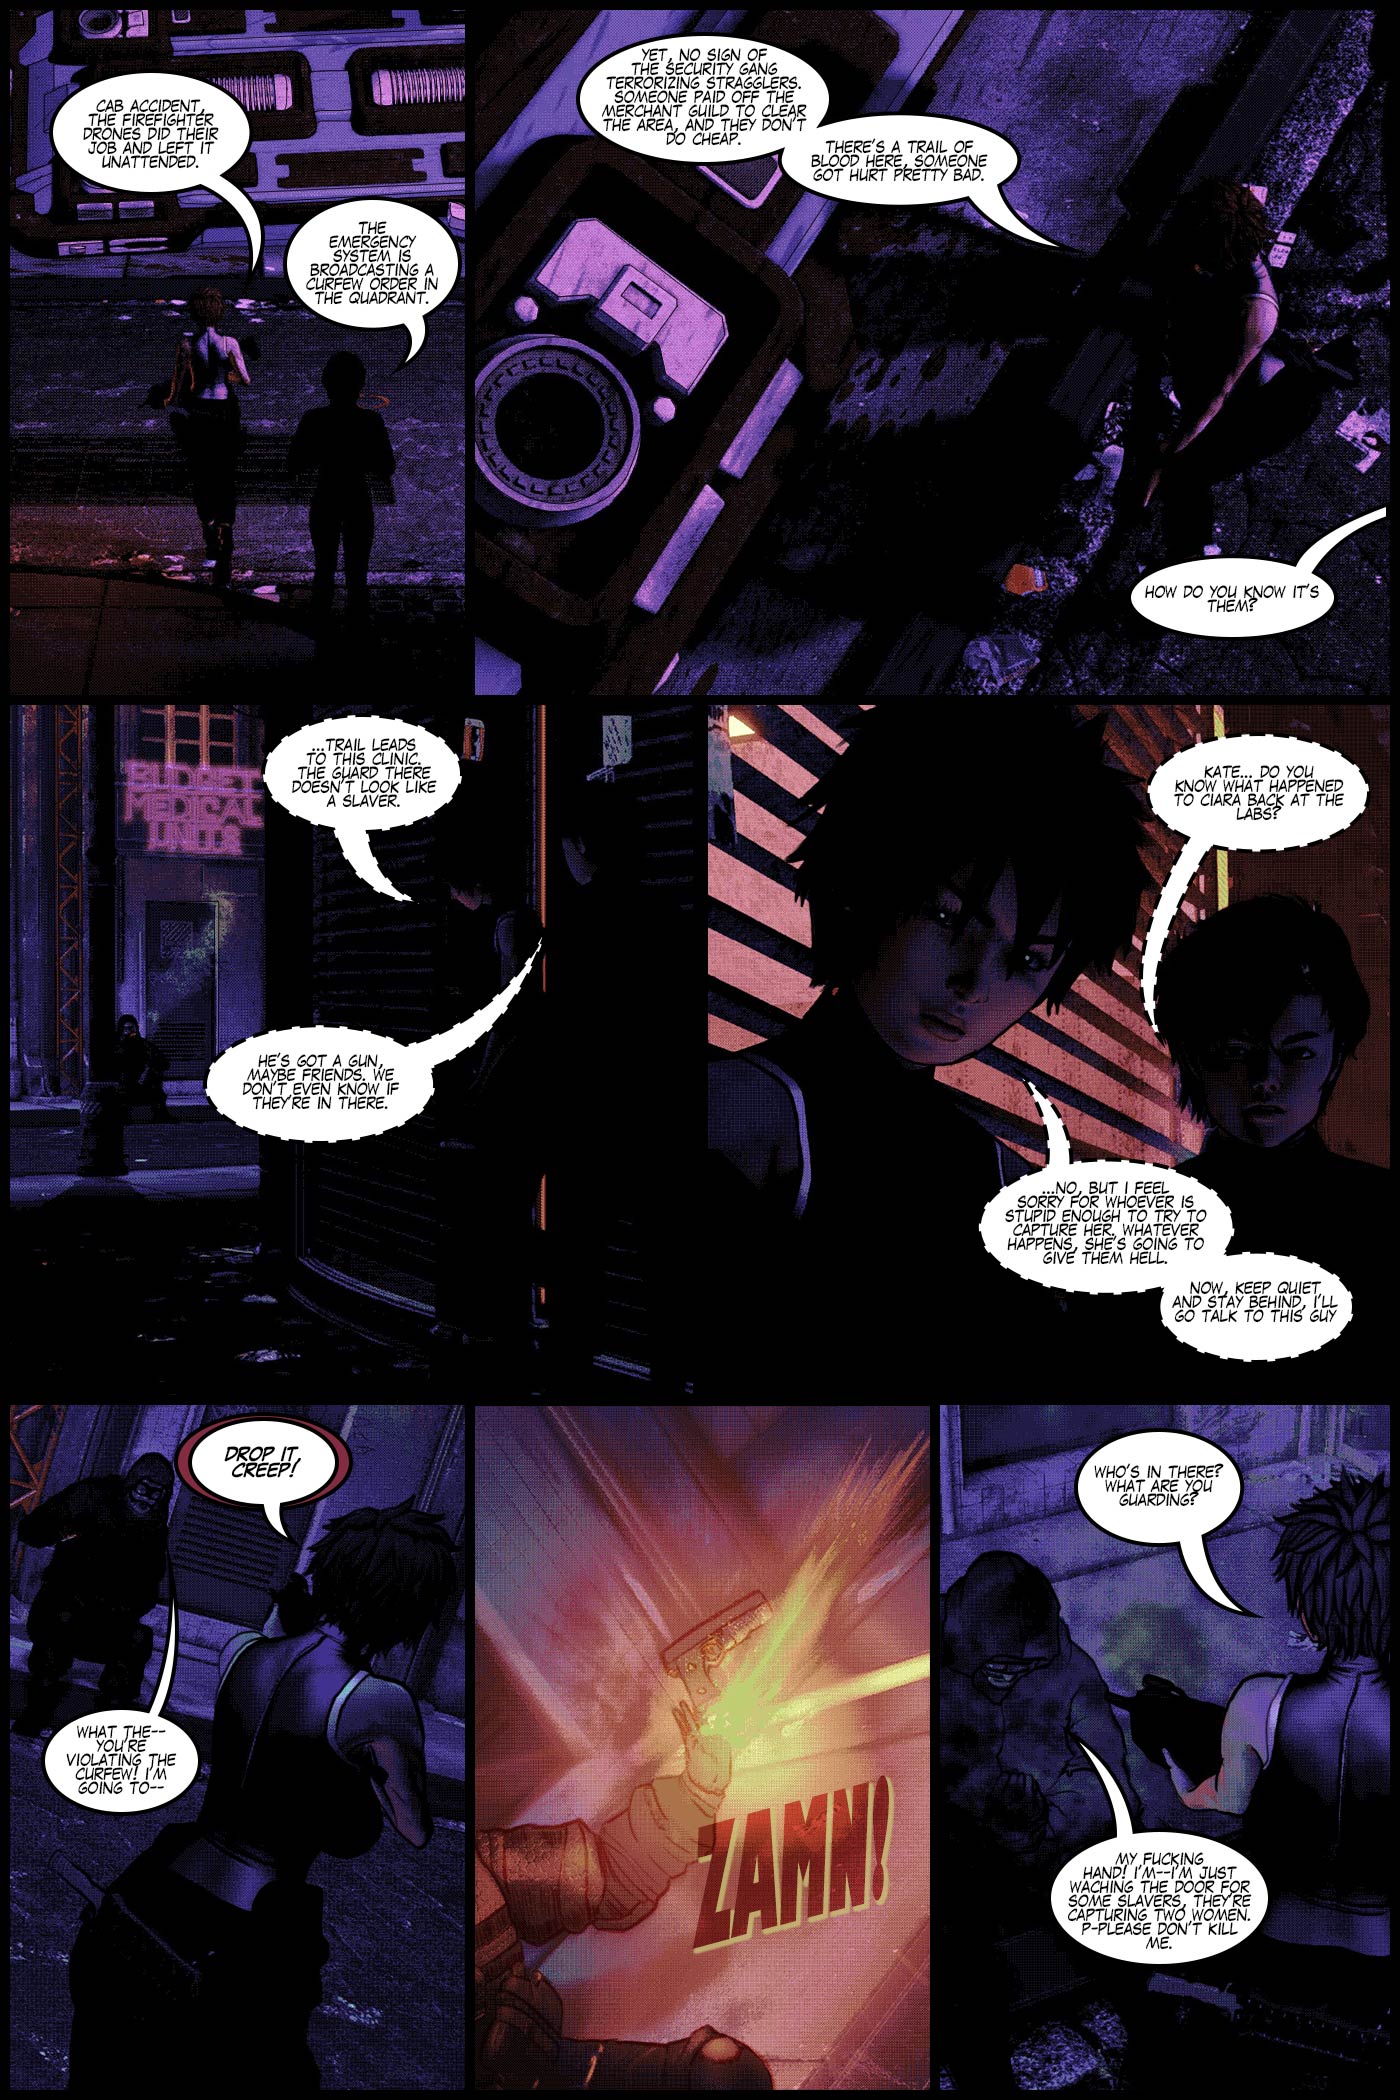 CAB ACCIDENT,
THE FIREFIGHTER
DRONES DID THEIR
JOB AND LEFT IT
UNATTENDED.
THE
EMERGENCY
SYSTEM IS
BROADCASTING A
CURFEW ORDER IN
THE QUADRANT.
YET, NO SIGN OF
THE SECURITY GANG
TERRORIZING STRAGGLERS.
SOMEONE PAID OFF THE
MERCHANT GUILD TO CLEAR
THE AREA, AND THEY DON'T
DO CHEAP.
THERE'S A TRAIL OF
BLOOD HERE, SOMEONE
GOT HURT PRETTY BAD.
HOW DO YOU KNOW IT'S
THEM?
BUDGET
MEDICAL
UNITS
...TRAIL LEADS
TO THIS CLINIC.
THE GUARD THERE
DOESN'T LOOK LIKE
A SLAVER.
HE'S GOT A GUN,
MAYBE FRIENDS. WE
DON'T EVEN KNOW IF
THEY'RE IN THERE.
KATE... DO YOU
KNOW WHAT HAPPENED
TO CIARA BACK AT THE
LABS?
...NO, BUT I FEEL
SORRY FOR WHOEVER IS
STUPID ENOUGH TO TRY TO
CAPTURE HER. WHATEVER
HAPPENS, SHE'S GOING TO
GIVE THEM HELL.
NOW, KEEP QUIET
AND STAY BEHIND, I'LL
GO TALK TO THIS GUY
DROP IT,
CREEP!
WHAT THE--
YOU'RE
VIOLATING THE
CURFEW! I'M
GOING TO--
ZAMN!
WHO'S IN THERE?
WHAT ARE YOU
GUARDING?
MY FUCKING
HAND! I'M--I'M JUST
WACHING THE DOOR FOR
SOME SLAVERS, THEY'RE
CAPTURING TWO WOMEN.
P-PLEASE DON'T KILL
ME.